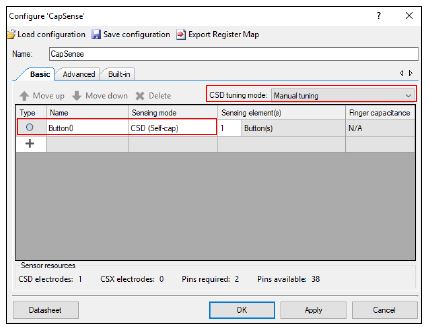 Configure 'CapSense'
Load configuration Save configuration Export Register Map
Name: CapSense
Basic Advanced Built-in
Move up Move down Delete CSD tuning mode: Manual tuning
Type Name Sensing mode Sensing element(s) Finger capacitance
Button0 CSD (Self-cap) 1 Button(s) N/A
Sensor resources
CSD electrodes: 1 CSX electrodes: 0 Pins required: 2 Pins available: 38
Datasheet OK Apply Cancel